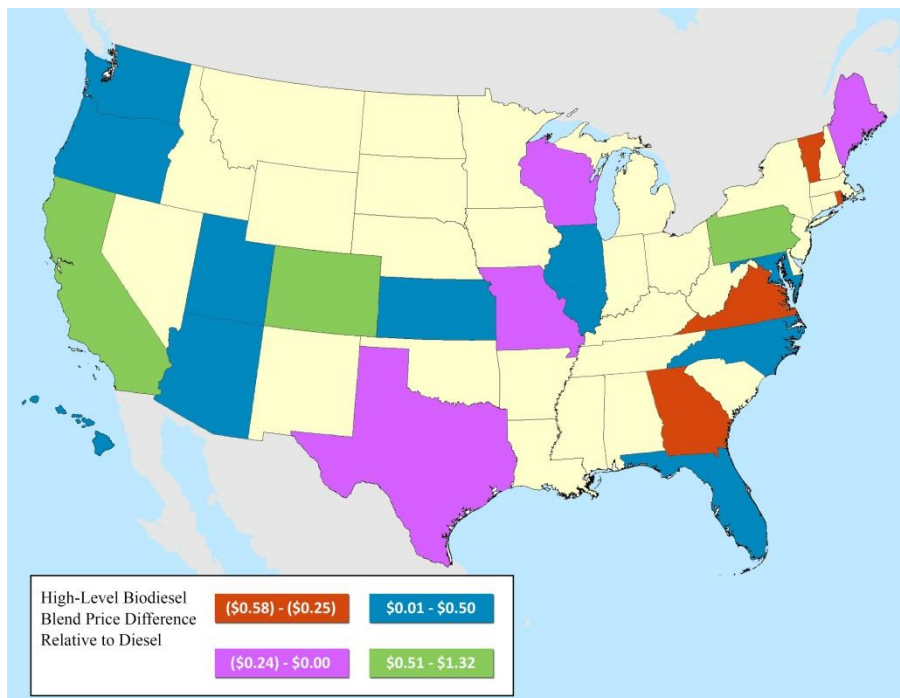 High-Level Biodiesel
Blend Price Difference
Relative to Diesel
($0.58) - ($0.25)
$0.01 - $0.50
($0.24) - $0.00
$0.51 - $1.32